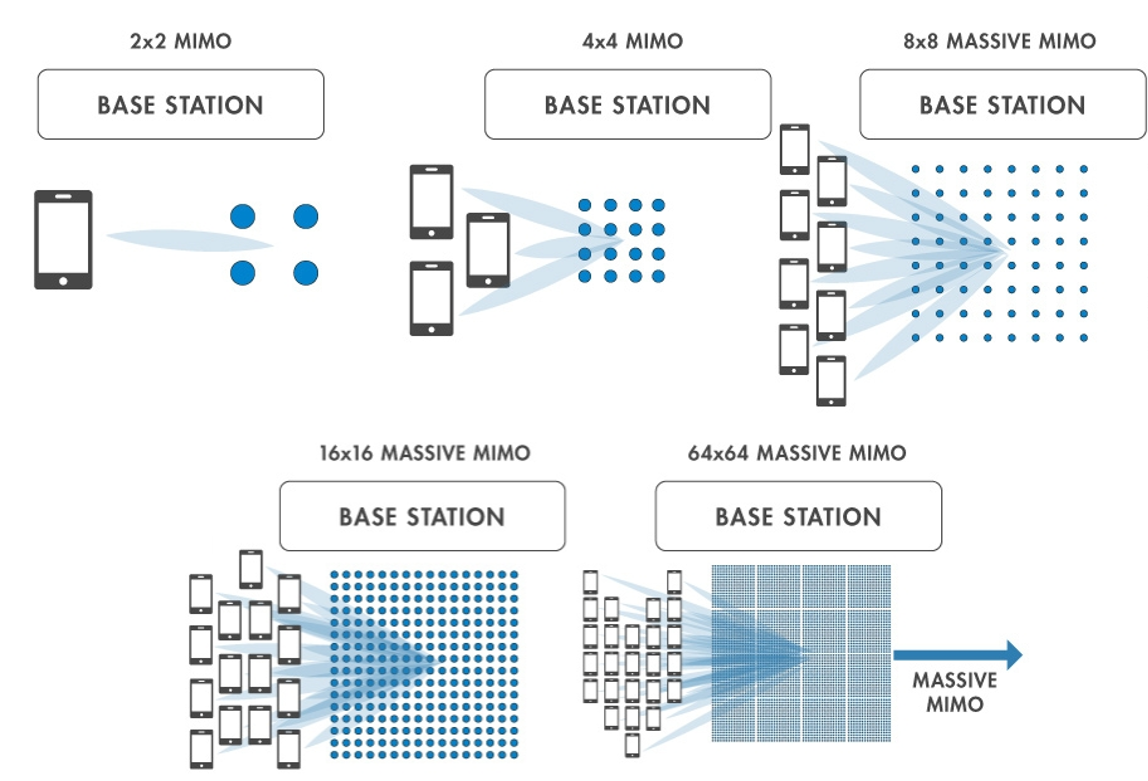 2x2 MIMO
BASE STATION
4x4 MIMO
BASE STATION
8x8 MASSIVE MIMO
BASE STATION
16x16 MASSIVE MIMO
BASE STATION
64x64 MASSIVE MIMO
BASE STATION
MASSIVE
MIMO